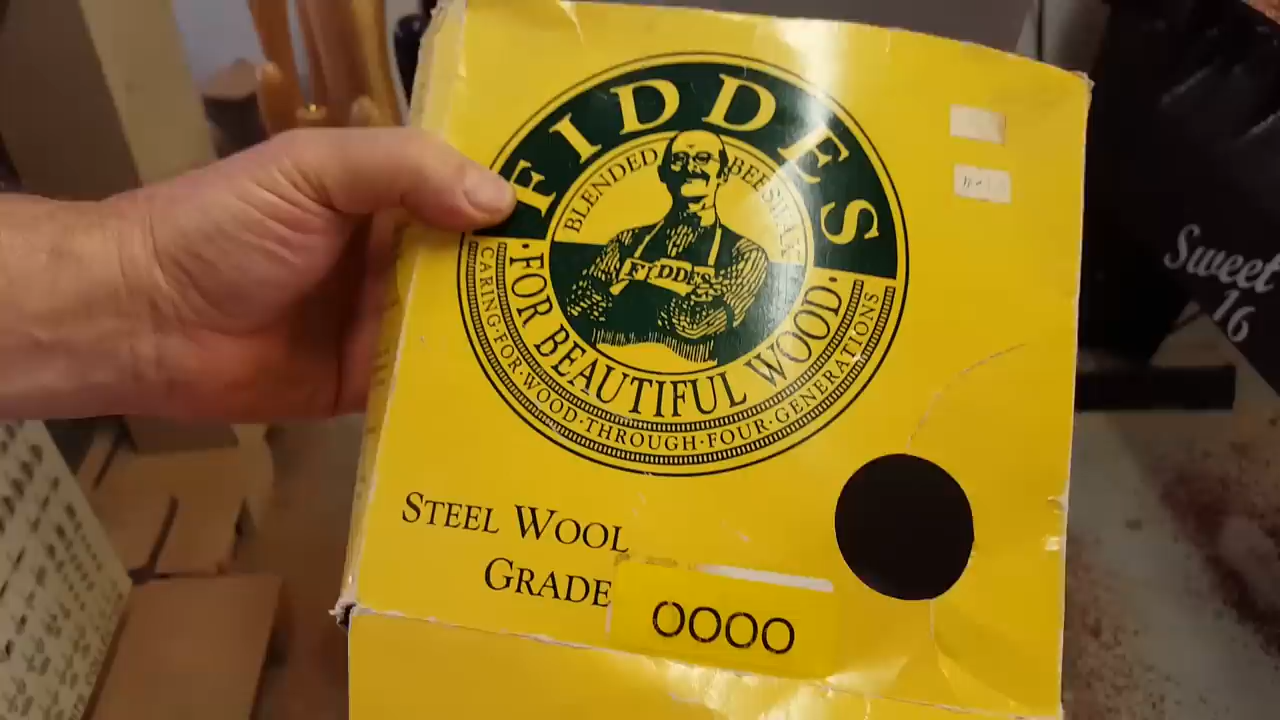 FIDDES
BLENDED BEESWAX
FIDDES
·FOR BEAUTIFUL WOOD·
CARING·FOR·WOOD·THROUGH·FOUR·GENERATIONS
STEEL WOOL
GRADE 0000
Sweet
16